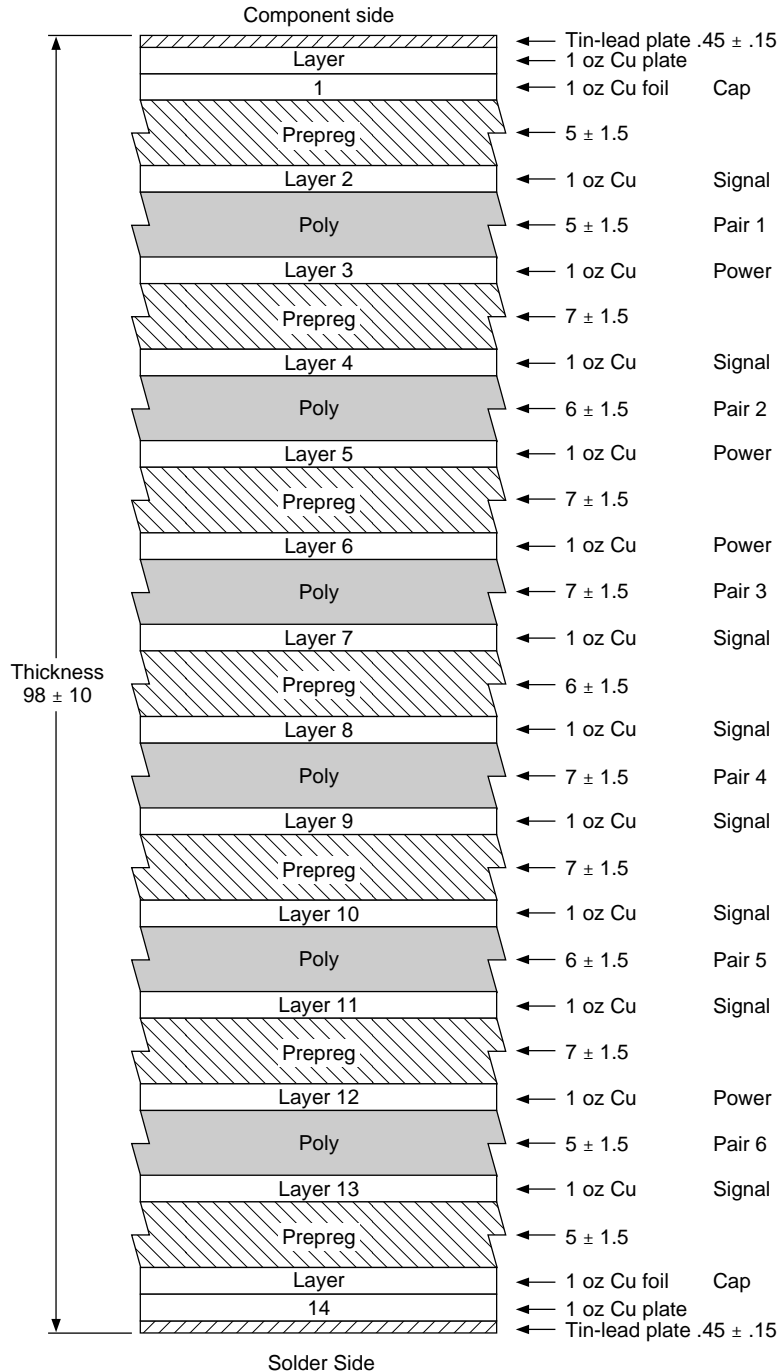 Component side
Tin-lead plate .45 ± .15
Layer 1 oz Cu plate
1 1 oz Cu foil Cap
Prepreg 5 ± 1.5
Layer 2 1 oz Cu Signal
Poly 5 ± 1.5 Pair 1
Layer 3 1 oz Cu Power
Prepreg 7 ± 1.5
Layer 4 1 oz Cu Signal
Poly 6 ± 1.5 Pair 2
Layer 5 1 oz Cu Power
Prepreg 7 ± 1.5
Layer 6 1 oz Cu Power
Poly 7 ± 1.5 Pair 3
Layer 7 1 oz Cu Signal
Thickness
98 ± 10
Prepreg 6 ± 1.5
Layer 8 1 oz Cu Signal
Poly 7 ± 1.5 Pair 4
Layer 9 1 oz Cu Signal
Prepreg 7 ± 1.5
Layer 10 1 oz Cu Signal
Poly 6 ± 1.5 Pair 5
Layer 11 1 oz Cu Signal
Prepreg 7 ± 1.5
Layer 12 1 oz Cu Power
Poly 5 ± 1.5 Pair 6
Layer 13 1 oz Cu Signal
Prepreg 5 ± 1.5
Layer 1 oz Cu foil Cap
14 1 oz Cu plate
Tin-lead plate .45 ± .15
Solder Side